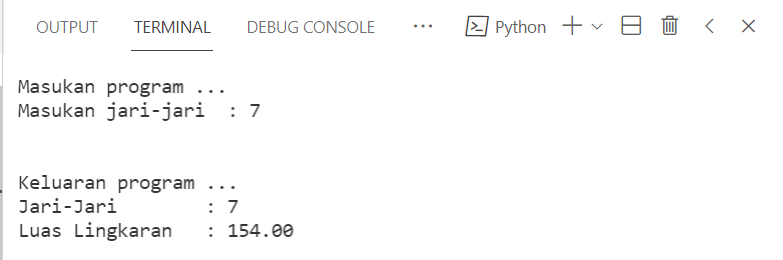 OUTPUT TERMINAL DEBUG CONSOLE ... Python
Masukan program ...
Masukan jari-jari  : 7
Keluaran program ...
Jari-Jari        : 7
Luas Lingkaran   : 154.00